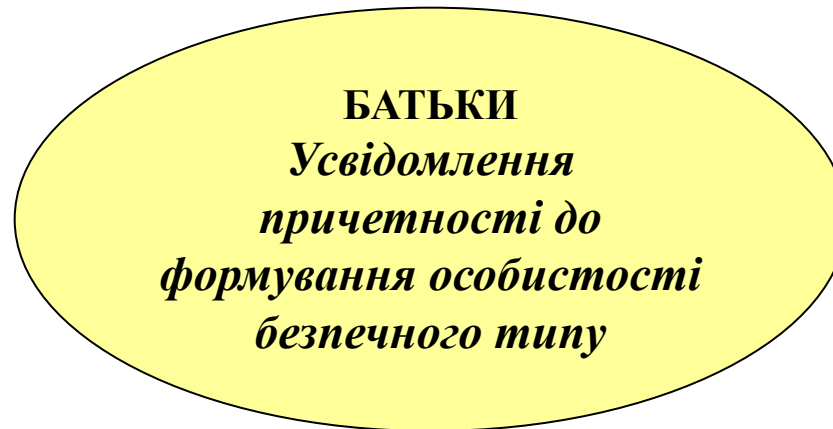 БАТЬКИ
Усвідомлення
причетності до
формування особистості
безпечного типу